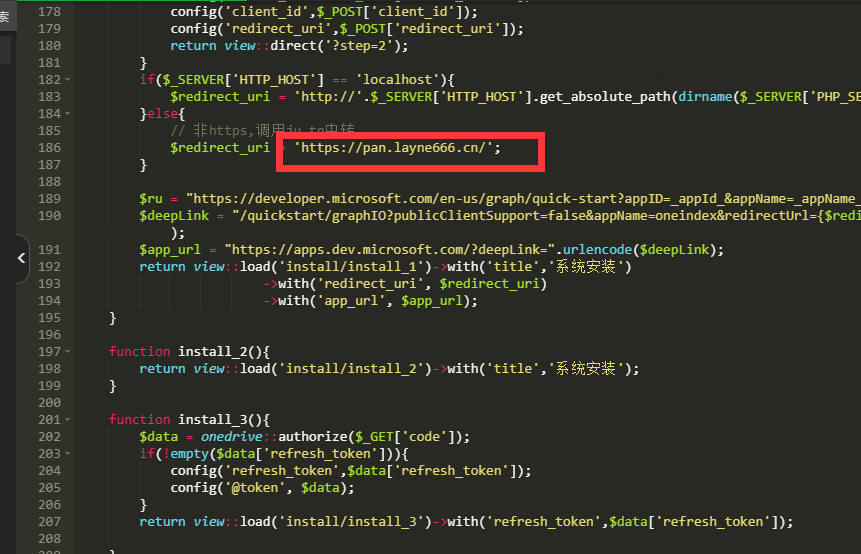 索
178 config('client_id',$_POST['client_id']);
179 config('redirect_uri',$_POST['redirect_uri']);
180 return view::direct('?step=2');
181 }
182 if($_SERVER['HTTP_HOST'] == 'localhost'){
183 $redirect_uri = 'http://'.$_SERVER['HTTP_HOST'].get_absolute_path(dirname($_SERVER['PHP_SE
184 }else{
185 // 非https,调用ju.tn中转
186 $redirect_uri = 'https://pan.layne666.cn/';
187 }
188
189 $ru = "https://developer.microsoft.com/en-us/graph/quick-start?appID=_appId_&appName=_appName_
190 $deepLink = "/quickstart/graphIO?publicClientSupport=false&appName=oneindex&redirectUrl={$redi
);
191 $app_url = "https://apps.dev.microsoft.com/?deepLink=".urlencode($deepLink);
192 return view::load('install/install_1')->with('title','系统安装')
193 ->with('redirect_uri', $redirect_uri)
194 ->with('app_url', $app_url);
195 }
196
197 function install_2(){
198 return view::load('install/install_2')->with('title','系统安装');
199 }
200
201 function install_3(){
202 $data = onedrive::authorize($_GET['code']);
203 if(!empty($data['refresh_token'])){
204 config('refresh_token',$data['refresh_token']);
205 config('@token', $data);
206 }
207 return view::load('install/install_3')->with('refresh_token',$data['refresh_token']);
208